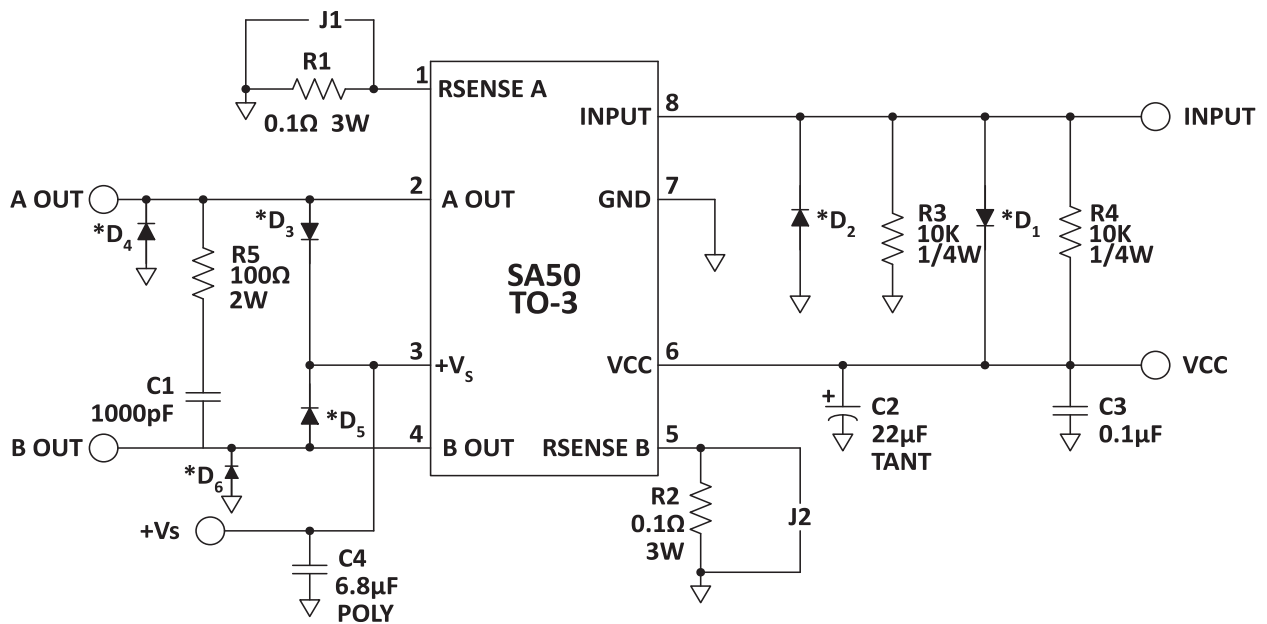 J1
R1
0.1Ω 3W
1
RSENSE A
INPUT
8
INPUT
A OUT
2
A OUT
GND
7
*D4
R5
100Ω
2W
*D3
SA50
TO-3
*D2
R3
10K
1/4W
*D1
R4
10K
1/4W
3
+VS
VCC
6
VCC
C1
1000pF
*D5
+
C2
22µF
TANT
C3
0.1µF
B OUT
4
B OUT
RSENSE B
5
*D6
R2
0.1Ω
3W
J2
+Vs
C4
6.8µF
POLY